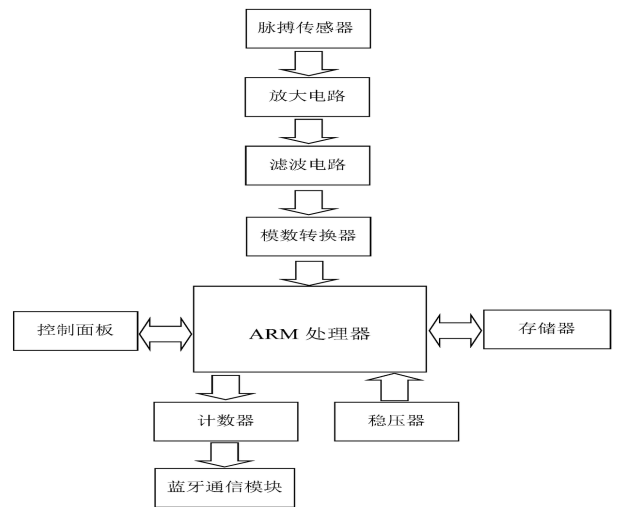 脉搏传感器
放大电路
滤波电路
模数转换器
控制面板
ARM 处理器
存储器
计数器
稳压器
蓝牙通信模块